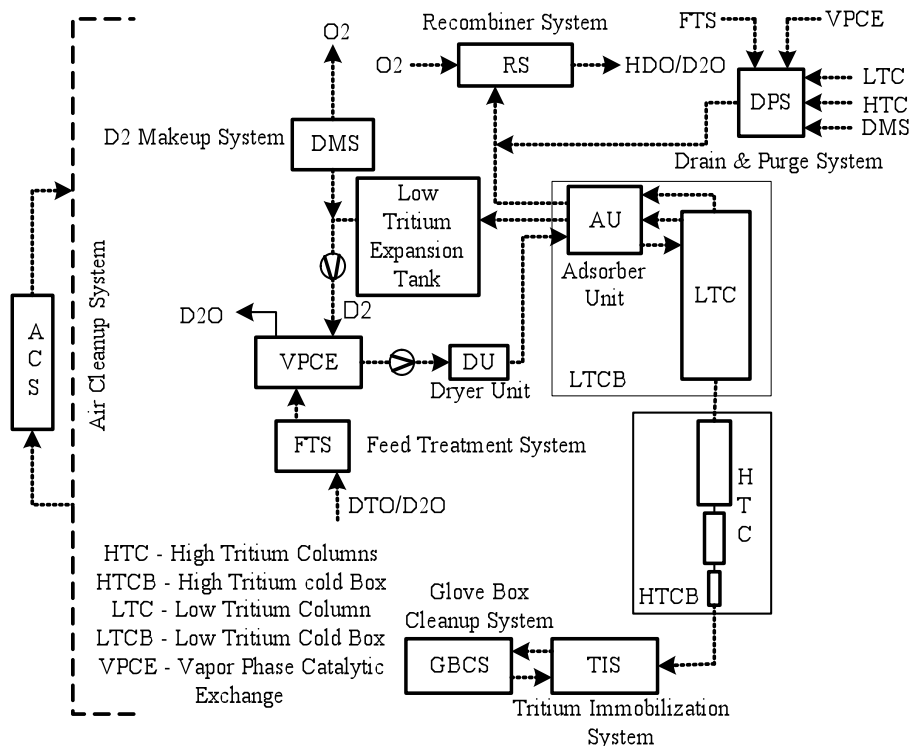 Recombiner System
FTS
VPCE
O2
O2
RS
HDO/D2O
DPS
LTC
HTC
DMS
D2 Makeup System
DMS
Drain & Purge System
Low
Tritium
Expansion
Tank
AU
Adsorber
Unit
LTC
D2
D2O
VPCE
DU
Dryer Unit
LTCB
Air Cleanup System
A
C
S
FTS
Feed Treatment System
DTO/D2O
H
T
C
HTCB
HTC - High Tritium Columns
HTCB - High Tritium cold Box
LTC - Low Tritium Column
LTCB - Low Tritium Cold Box
VPCE - Vapor Phase Catalytic
Exchange
Glove Box
Cleanup System
GBCS
TIS
Tritium Immobilization
System